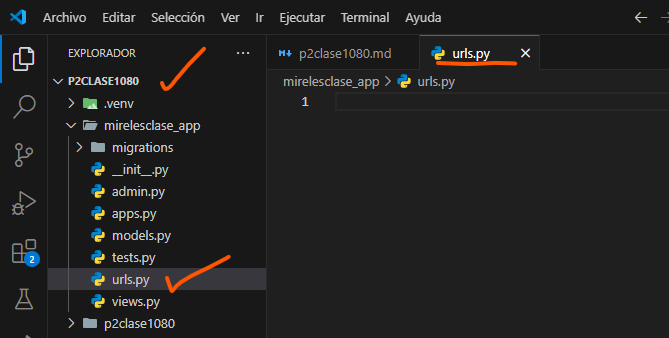 Archivo Editar Selección Ver Ir Ejecutar Terminal Ayuda
EXPLORADOR
P2CLASE1080
.venv
mirelesclase_app
migrations
__init__.py
admin.py
apps.py
models.py
tests.py
urls.py
views.py
p2clase1080
2
p2clase1080.md urls.py
mirelesclase_app > urls.py
1